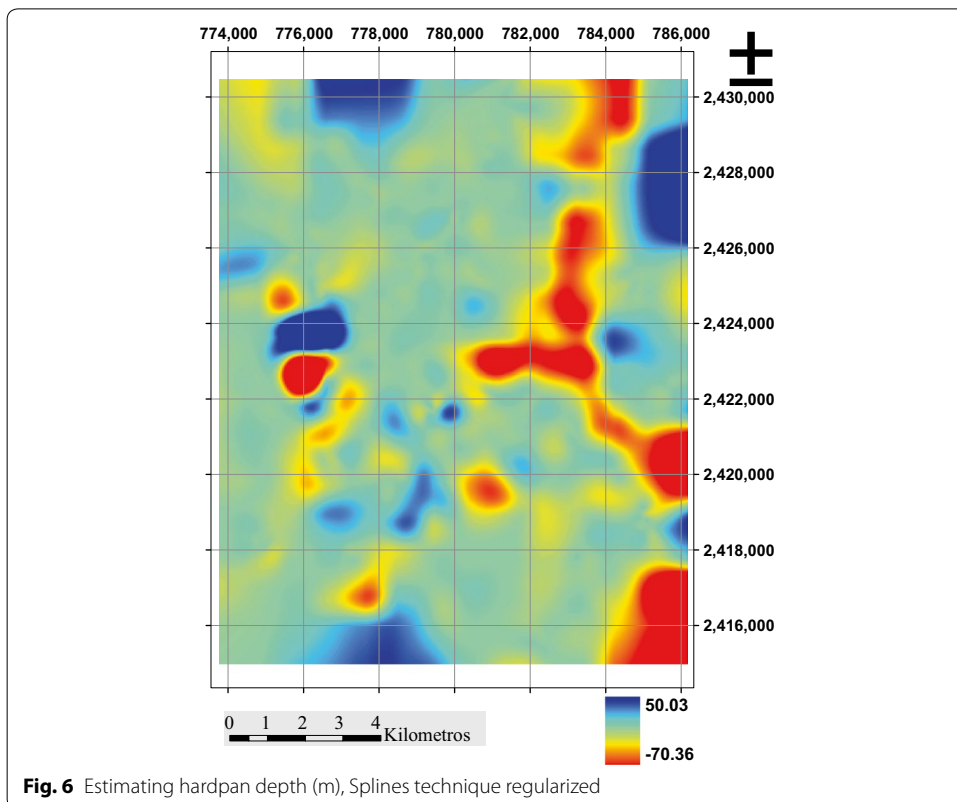 774,000 776,000 778,000 780,000 782,000 784,000 786,000
2,430,000
2,428,000
2,426,000
2,424,000
2,422,000
2,420,000
2,418,000
2,416,000
0 1 2 3 4
Kilometros
50.03
-70.36
Fig. 6 Estimating hardpan depth (m), Splines technique regularized